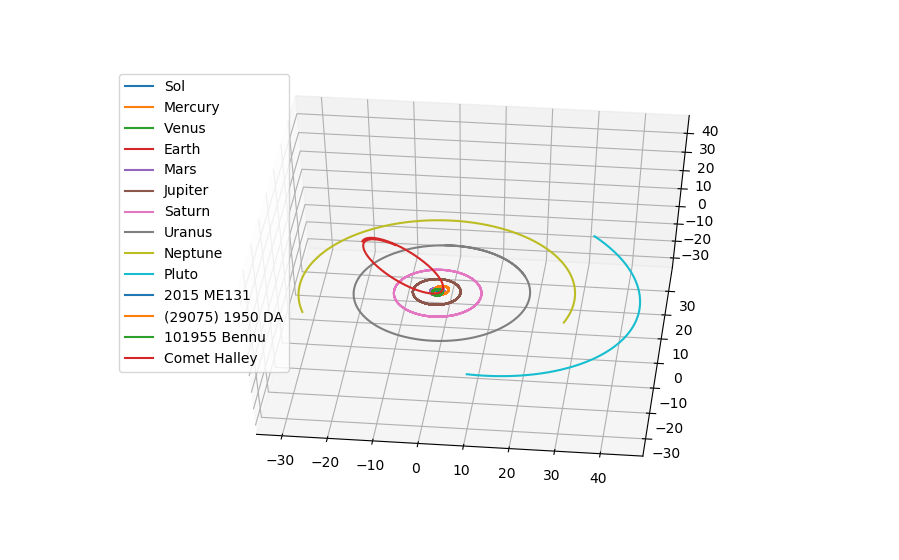 Sol
Mercury
Venus
Earth
Mars
Jupiter
Saturn
Uranus
Neptune
Pluto
2015 ME131
(29075) 1950 DA
101955 Bennu
Comet Halley
40
30
20
10
0
−10
−20
−30
30
20
10
0
−10
−20
−30
−30 −20 −10 0 10 20 30 40